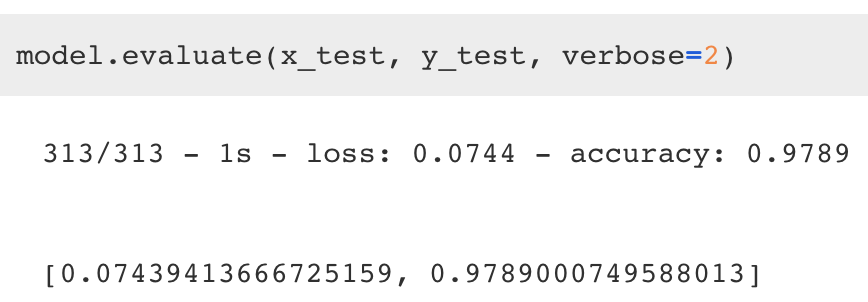 model.evaluate(x_test, y_test, verbose=2)
313/313 - 1s - loss: 0.0744 - accuracy: 0.9789
[0.07439413666725159, 0.9789000749588013]